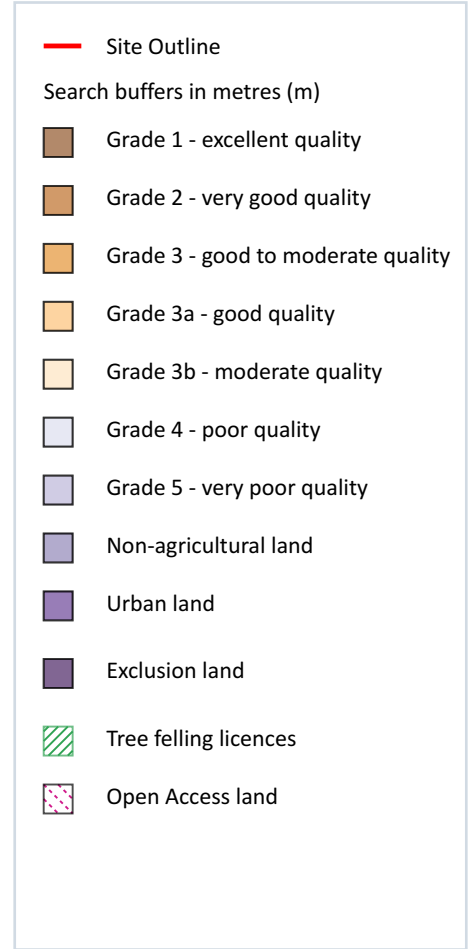 Site Outline
Search buffers in metres (m)
Grade 1 - excellent quality
Grade 2 - very good quality
Grade 3 - good to moderate quality
Grade 3a - good quality
Grade 3b - moderate quality
Grade 4 - poor quality
Grade 5 - very poor quality
Non-agricultural land
Urban land
Exclusion land
Tree felling licences
Open Access land